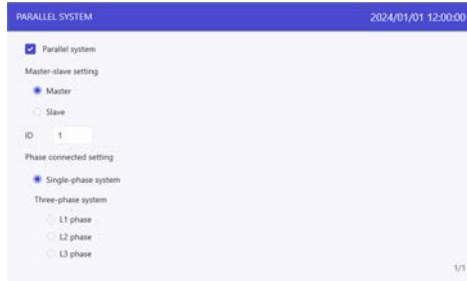 PARALLEL SYSTEM 2024/01/01 12:00:00
Parallel system
Master-slave setting
Master
Slave
ID 1
Phase connected setting
Single-phase system
Three-phase system
L1 phase
L2 phase
L3 phase
1/1